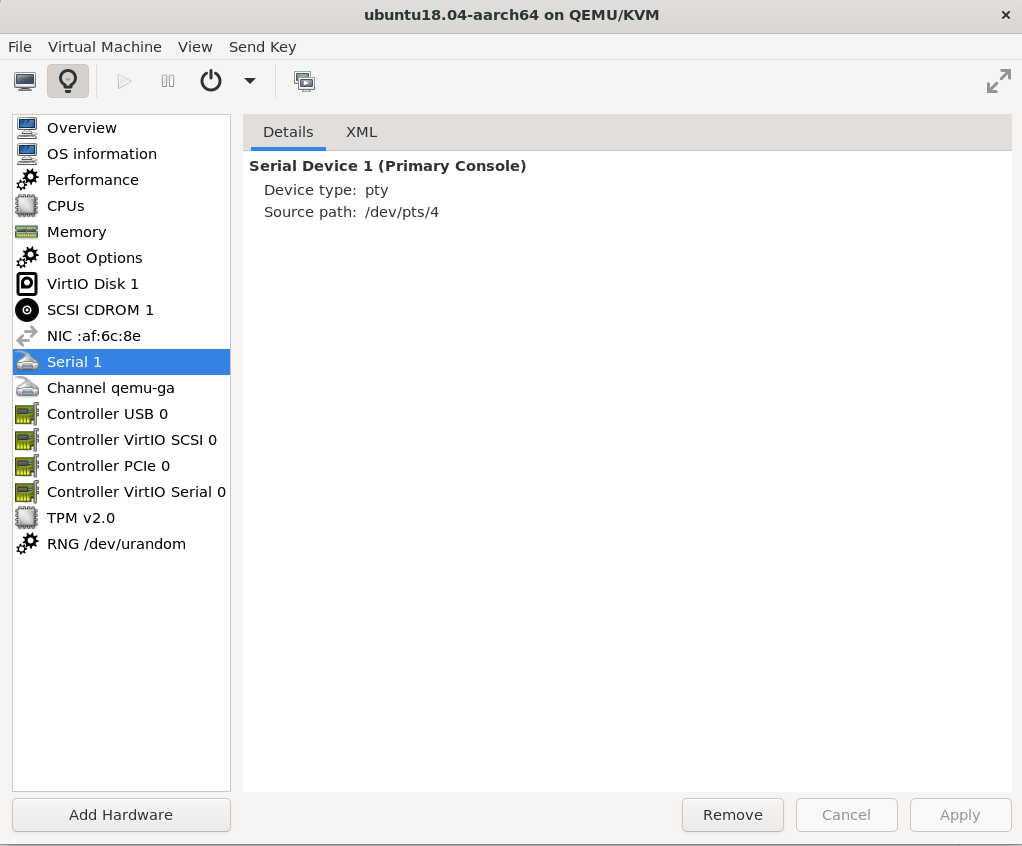 ubuntu18.04-aarch64 on QEMU/KVM
File Virtual Machine View Send Key
Overview
OS information
Performance
CPUs
Memory
Boot Options
VirtIO Disk 1
SCSI CDROM 1
NIC :af:6c:8e
Serial 1
Channel qemu-ga
Controller USB 0
Controller VirtIO SCSI 0
Controller PCIe 0
Controller VirtIO Serial 0
TPM v2.0
RNG /dev/urandom
Add Hardware
Details XML
Serial Device 1 (Primary Console)
Device type: pty
Source path: /dev/pts/4
Remove Cancel Apply